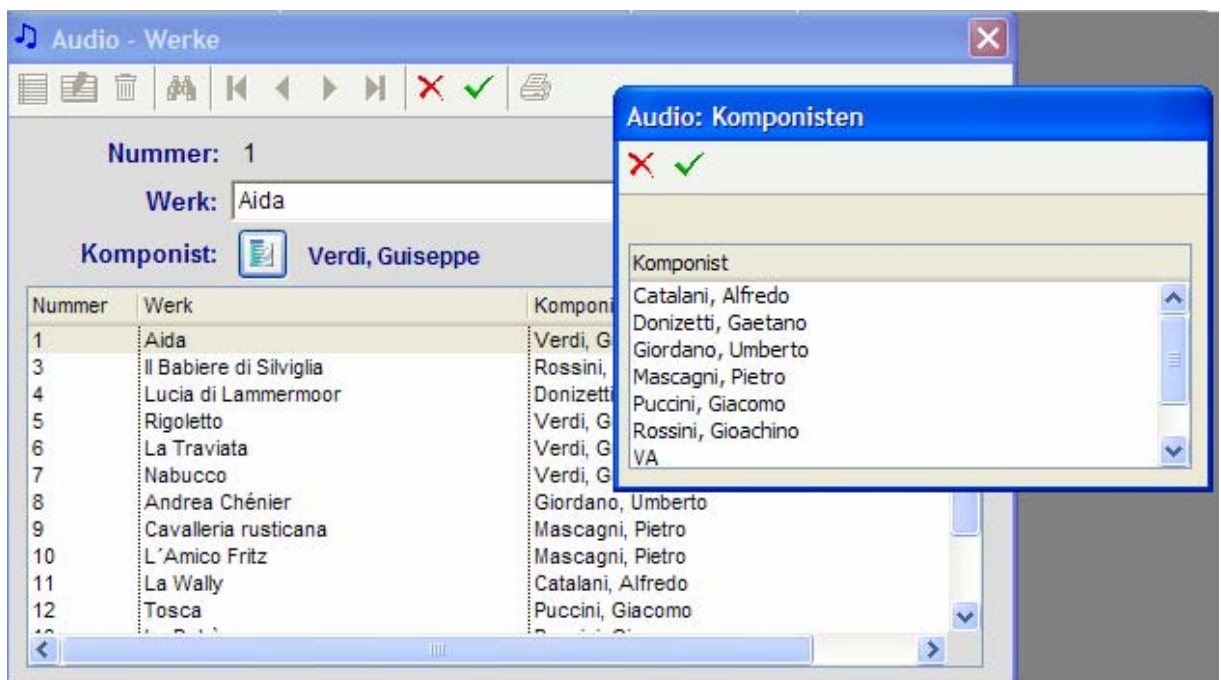 Audio - Werke
Nummer: 1
Werk: Aida
Komponist: Verdi, Guiseppe
Nummer Werk Komponi
1 Aida Verdi, G
3 Il Babiere di Silviglia Rossini,
4 Lucia di Lammermoor Donizetti
5 Rigoletto Verdi, G
6 La Traviata Verdi, G
7 Nabucco Verdi, G
8 Andrea Chénier Giordano, Umberto
9 Cavalleria rusticana Mascagni, Pietro
10 L´Amico Fritz Mascagni, Pietro
11 La Wally Catalani, Alfredo
12 Tosca Puccini, Giacomo
Audio: Komponisten
Komponist
Catalani, Alfredo
Donizetti, Gaetano
Giordano, Umberto
Mascagni, Pietro
Puccini, Giacomo
Rossini, Gioachino
VA